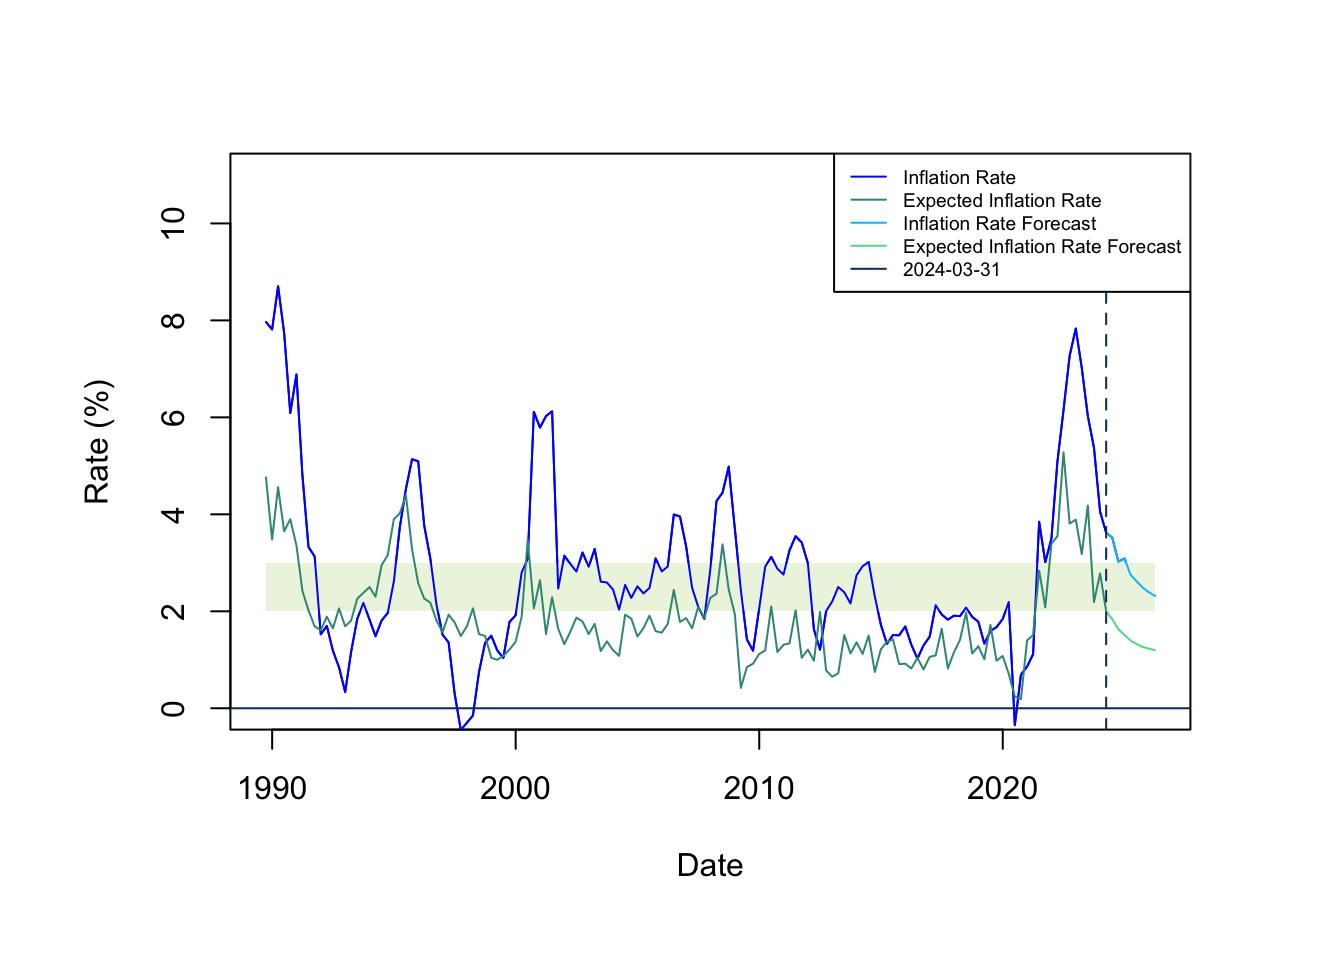 Inflation Rate
Expected Inflation Rate
Inflation Rate Forecast
Expected Inflation Rate Forecast
2024-03-31
Rate (%)
10
8
6
4
2
0
1990 2000 2010 2020
Date